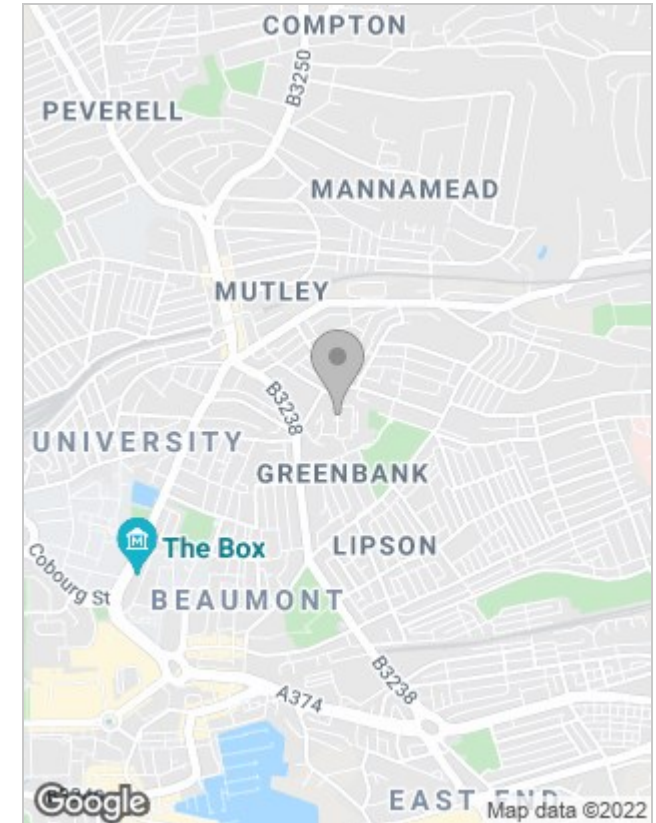 COMPTON
B3250
PEVERELL
MANNAMEAD
MUTLEY
B3238
UNIVERSITY
GREENBANK
The Box
LIPSON
Cobourg St
BEAUMONT
B3238
A374
EAST END
Google
Map data ©2022